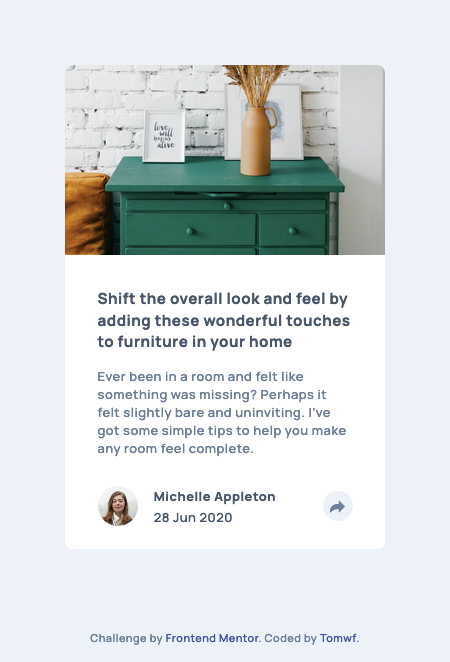 love
will
keep us
alive
Shift the overall look and feel by
adding these wonderful touches
to furniture in your home
Ever been in a room and felt like
something was missing? Perhaps it
felt slightly bare and uninviting. I've
got some simple tips to help you make
any room feel complete.
Michelle Appleton
28 Jun 2020
Challenge by Frontend Mentor. Coded by Tomwf.